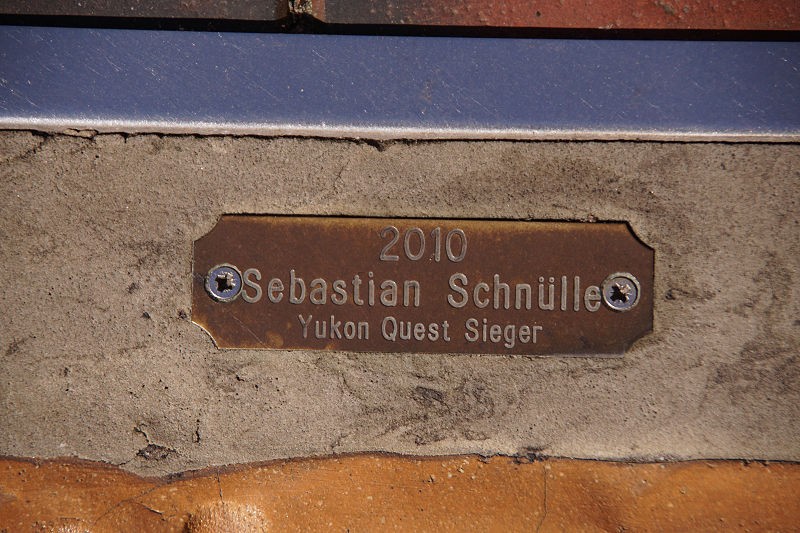 2010
Sebastian Schnülle
Yukon Quest Sieger